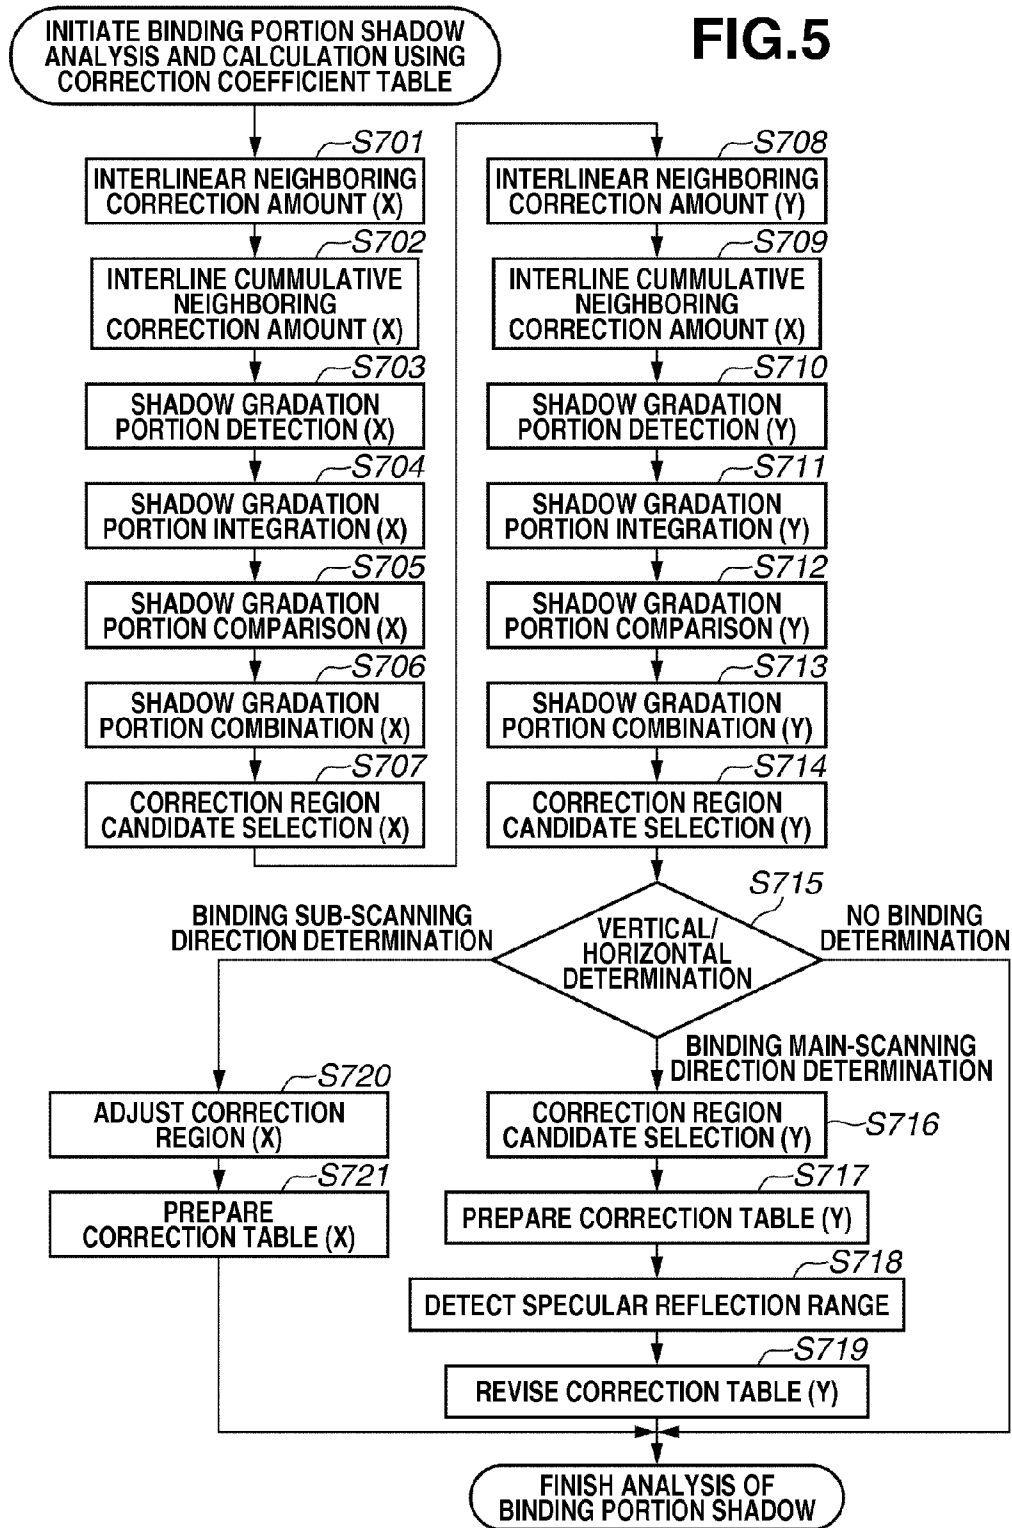 FIG.5
INITIATE BINDING PORTION SHADOW
ANALYSIS AND CALCULATION USING
CORRECTION COEFFICIENT TABLE
S701
INTERLINEAR NEIGHBORING
CORRECTION AMOUNT (X)
S702
INTERLINE CUMMULATIVE
NEIGHBORING
CORRECTION AMOUNT (X)
S703
SHADOW GRADATION
PORTION DETECTION (X)
S704
SHADOW GRADATION
PORTION INTEGRATION (X)
S705
SHADOW GRADATION
PORTION COMPARISON (X)
S706
SHADOW GRADATION
PORTION COMBINATION (X)
S707
CORRECTION REGION
CANDIDATE SELECTION (X)
S708
INTERLINEAR NEIGHBORING
CORRECTION AMOUNT (Y)
S709
INTERLINE CUMMULATIVE
NEIGHBORING
CORRECTION AMOUNT (X)
S710
SHADOW GRADATION
PORTION DETECTION (Y)
S711
SHADOW GRADATION
PORTION INTEGRATION (Y)
S712
SHADOW GRADATION
PORTION COMPARISON (Y)
S713
SHADOW GRADATION
PORTION COMBINATION (Y)
S714
CORRECTION REGION
CANDIDATE SELECTION (Y)
S715
VERTICAL/
HORIZONTAL
DETERMINATION
BINDING SUB-SCANNING
DIRECTION DETERMINATION
NO BINDING
DETERMINATION
BINDING MAIN-SCANNING
DIRECTION DETERMINATION
S720
ADJUST CORRECTION
REGION (X)
S721
PREPARE
CORRECTION TABLE (X)
CORRECTION REGION
CANDIDATE SELECTION (Y)
S716
S717
PREPARE CORRECTION TABLE (Y)
S718
DETECT SPECULAR REFLECTION RANGE
S719
REVISE CORRECTION TABLE (Y)
FINISH ANALYSIS OF
BINDING PORTION SHADOW